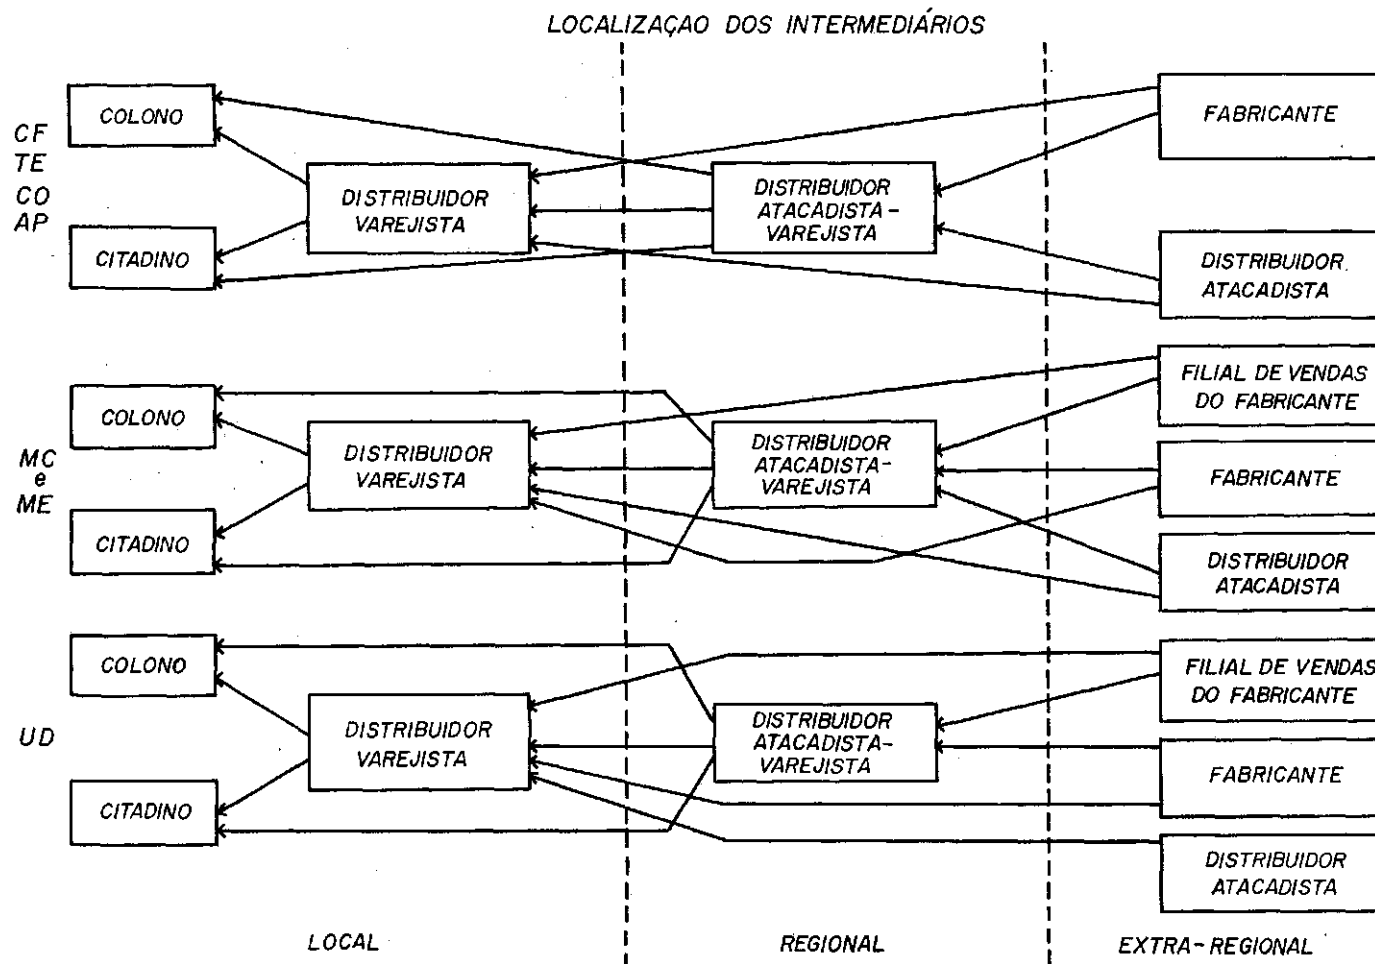 LOCALIZAÇAO DOS INTERMEDIÁRIOS
CF
TE
CO
AP
COLONO
CITADINO
DISTRIBUIDOR
VAREJISTA
DISTRIBUIDOR
ATACADISTA-
VAREJISTA
FABRICANTE
DISTRIBUIDOR
ATACADISTA
MC
e
ME
COLONO
CITADINO
DISTRIBUIDOR
VAREJISTA
DISTRIBUIDOR
ATACADISTA-
VAREJISTA
FILIAL DE VENDAS
DO FABRICANTE
FABRICANTE
DISTRIBUIDOR
ATACADISTA
UD
COLONO
CITADINO
DISTRIBUIDOR
VAREJISTA
DISTRIBUIDOR
ATACADISTA-
VAREJISTA
FILIAL DE VENDAS
DO FABRICANTE
FABRICANTE
DISTRIBUIDOR
ATACADISTA
LOCAL
REGIONAL
EXTRA-REGIONAL